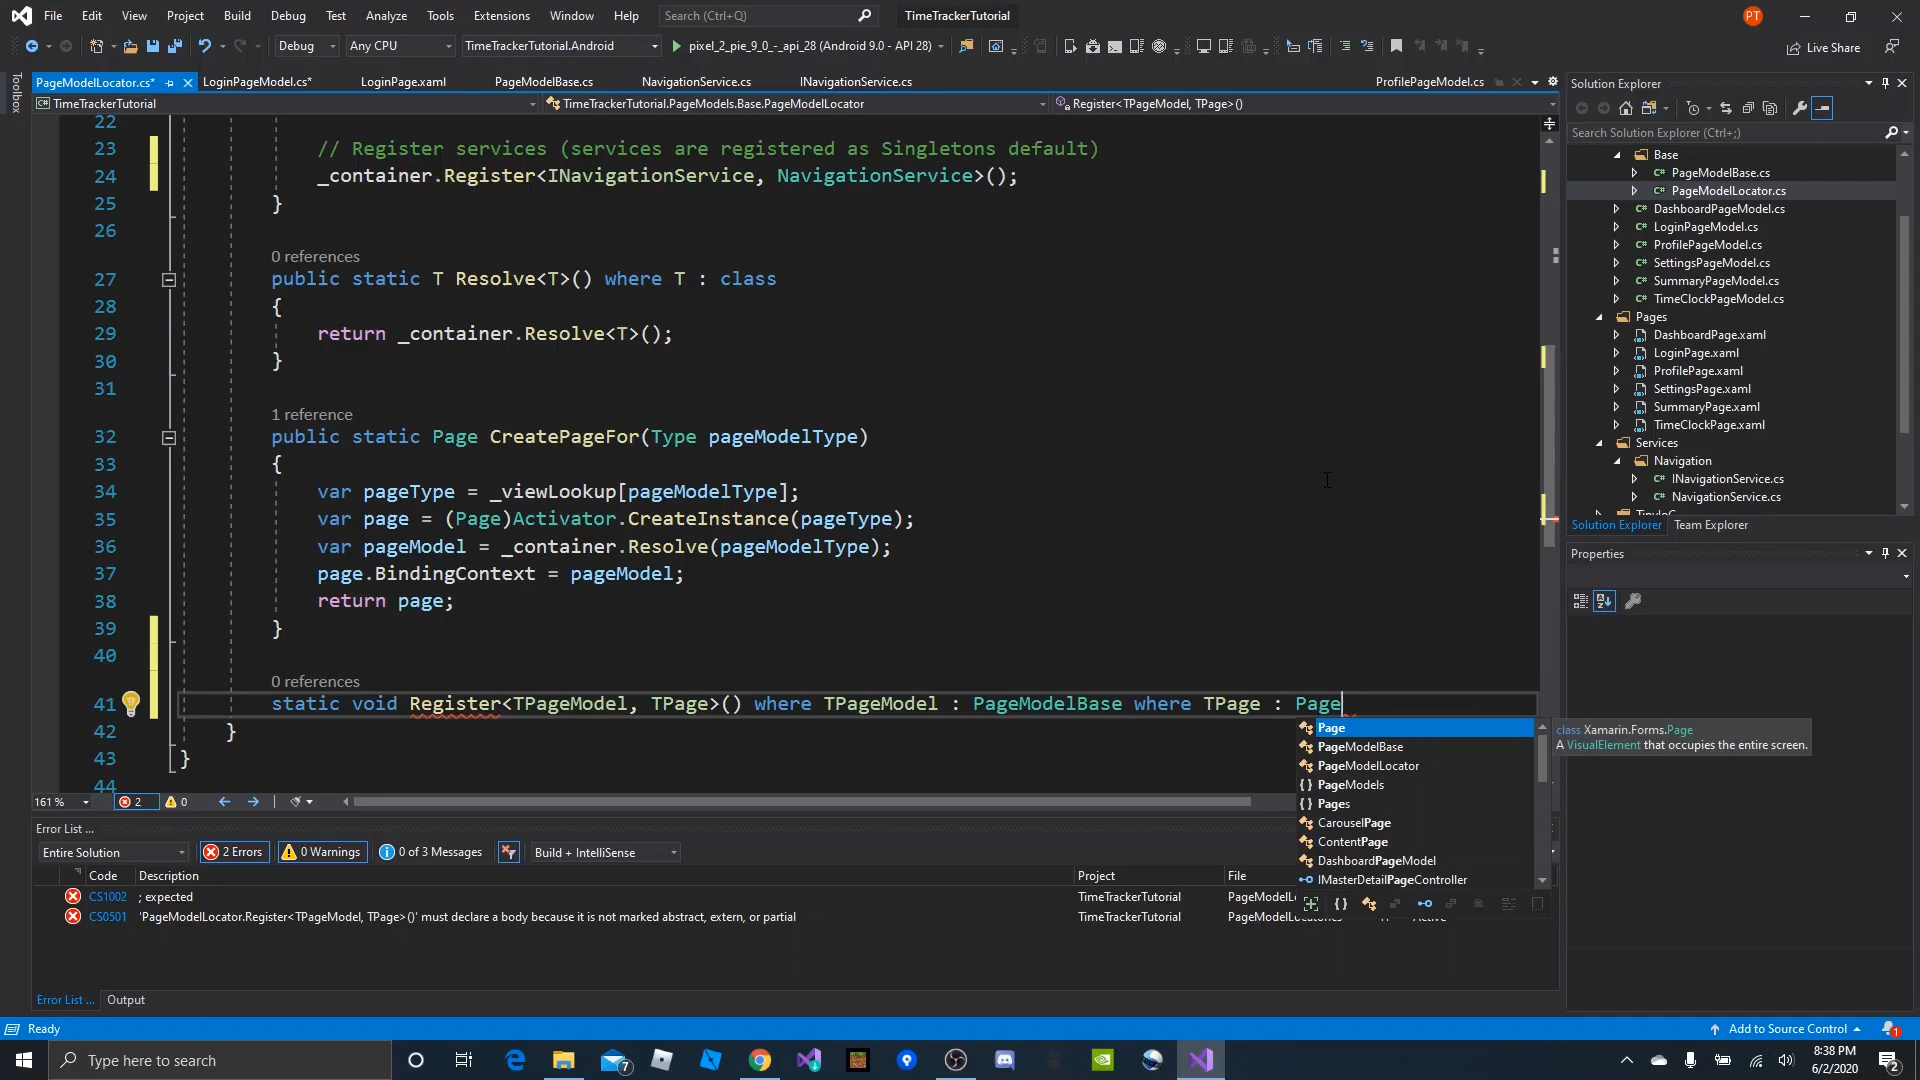 File Edit View Project Build Debug Test Analyze Tools Extensions Window Help Search (Ctrl+Q) TimeTrackerTutorial PT
Debug Any CPU TimeTrackerTutorial.Android pixel_2_pie_9_0_-_api_28 (Android 9.0 - API 28) Live Share
Toolbox
PageModelLocator.cs* LoginPageModel.cs* LoginPage.xaml PageModelBase.cs NavigationService.cs INavigationService.cs ProfilePageModel.cs
TimeTrackerTutorial TimeTrackerTutorial.PageModels.Base.PageModelLocator Register<TPageModel, TPage>()
22
23 // Register services (services are registered as Singletons default)
24 _container.Register<INavigationService, NavigationService>();
25 }
26
0 references
27 public static T Resolve<T>() where T : class
28 {
29 return _container.Resolve<T>();
30 }
31
1 reference
32 public static Page CreatePageFor(Type pageModelType)
33 {
34 var pageType = _viewLookup[pageModelType];
35 var page = (Page)Activator.CreateInstance(pageType);
36 var pageModel = _container.Resolve(pageModelType);
37 page.BindingContext = pageModel;
38 return page;
39 }
40
0 references
41 static void Register<TPageModel, TPage>() where TPageModel : PageModelBase where TPage : Page
42 }
43 }
44
Page
PageModelBase
PageModelLocator
PageModels
Pages
CarouselPage
ContentPage
DashboardPageModel
IMasterDetailPageController
class Xamarin.Forms.Page
A VisualElement that occupies the entire screen.
161 % 2 0
Error List ...
Entire Solution 2 Errors 0 Warnings 0 of 3 Messages Build + IntelliSense
Code Description Project File
CS1002 ; expected TimeTrackerTutorial
CS0501 'PageModelLocator.Register<TPageModel, TPage>()' must declare a body because it is not marked abstract, extern, or partial TimeTrackerTutorial
Error List ... Output
Solution Explorer
Search Solution Explorer (Ctrl+;)
Base
C# PageModelBase.cs
C# PageModelLocator.cs
C# DashboardPageModel.cs
C# LoginPageModel.cs
C# ProfilePageModel.cs
C# SettingsPageModel.cs
C# SummaryPageModel.cs
C# TimeClockPageModel.cs
Pages
DashboardPage.xaml
LoginPage.xaml
ProfilePage.xaml
SettingsPage.xaml
SummaryPage.xaml
TimeClockPage.xaml
Services
Navigation
C# INavigationService.cs
C# NavigationService.cs
Solution Explorer Team Explorer
Properties
Ready Add to Source Control 1
Type here to search 7 8:38 PM
6/2/2020 2